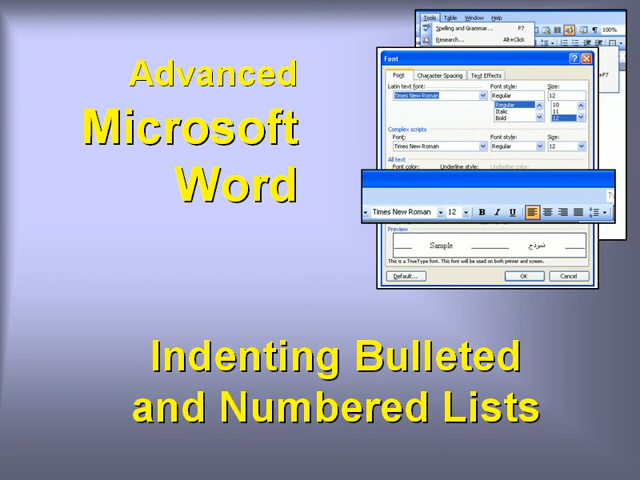 Advanced
Microsoft
Word
Tools Table Window Help
Spelling and Grammar... F7
Research... Alt+Click
100%
+F7
Font
Font Character Spacing Text Effects
Latin text font: Font style: Size:
Times New Roman Regular 12
Regular 10
Italic 11
Bold 12
Complex scripts
Font: Font style: Size:
Times New Roman Regular 12
All text
Font color: Underline style: Underline color:
Times New Roman 12 B I U
Preview
Sample نموذج
This is a TrueType font. This font will be used on both printer and screen.
Default... OK Cancel
Indenting Bulleted
and Numbered Lists